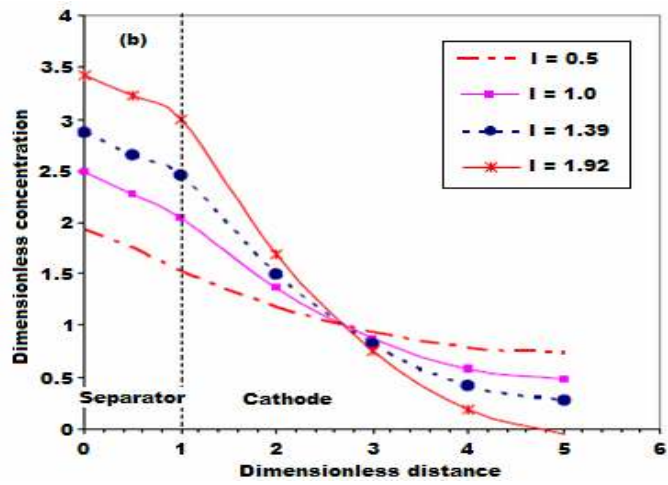 (b)
I = 0.5
I = 1.0
I = 1.39
I = 1.92
Dimensionless concentration
4
3.5
3
2.5
2
1.5
1
0.5
0
Separator
Cathode
0 1 2 3 4 5 6
Dimensionless distance